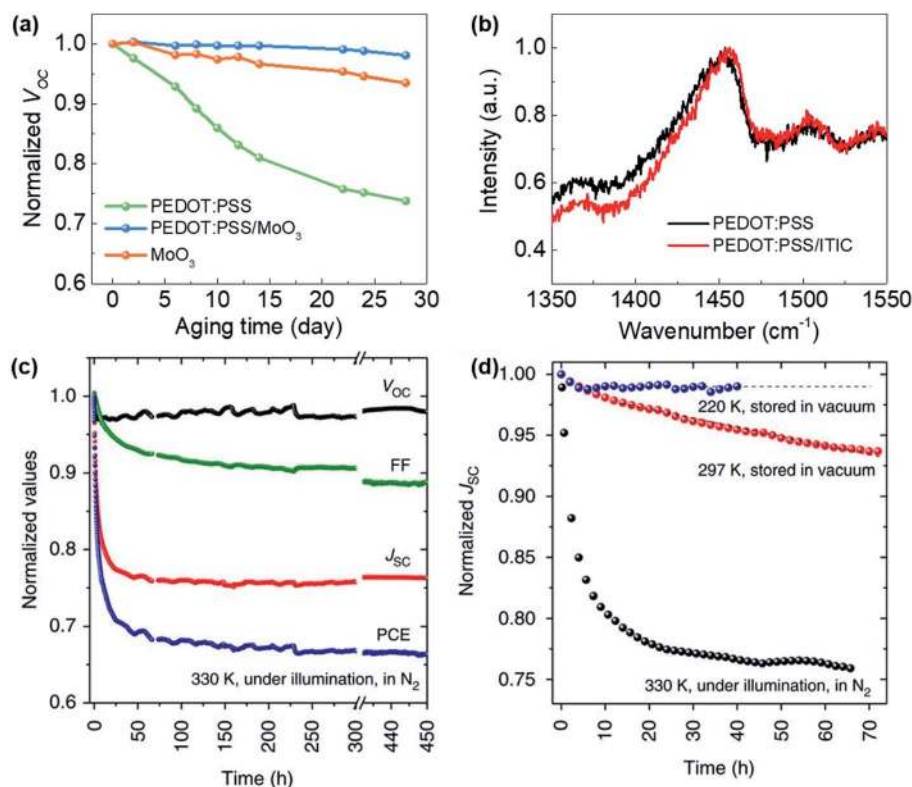 (a)
Normalized V_OC
1.0
0.9
0.8
0.7
0.6
PEDOT:PSS
PEDOT:PSS/MoO₃
MoO₃
0 5 10 15 20 25 30
Aging time (day)
(b)
Intensity (a.u.)
1.0
0.8
0.6
0.4
PEDOT:PSS
PEDOT:PSS/ITIC
1350 1400 1450 1500 1550
Wavenumber (cm⁻¹)
(c)
Normalized values
1.0
0.9
0.8
0.7
0.6
V_OC
FF
J_SC
PCE
330 K, under illumination, in N₂
0 50 100 150 200 250 300 440 450
Time (h)
(d)
Normalized J_SC
1.00
0.95
0.90
0.85
0.80
0.75
220 K, stored in vacuum
297 K, stored in vacuum
330 K, under illumination, in N₂
0 10 20 30 40 50 60 70
Time (h)